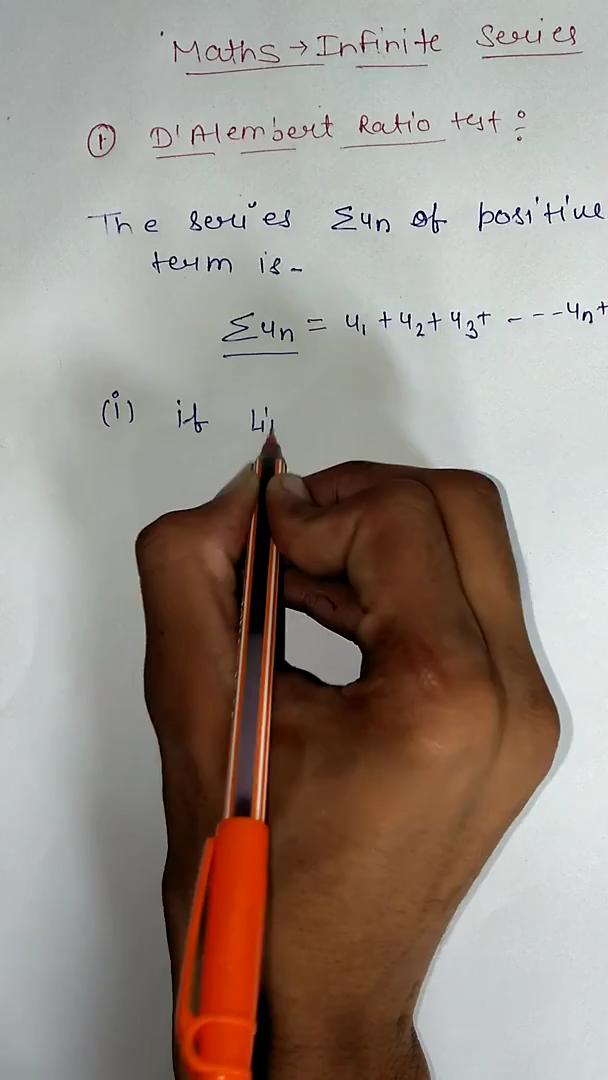 Maths → Infinite Series
① D'Alembert Ratio test :
The series Σun of positive
term is -
Σun = u1 + u2 + u3 + - - - - un +
(i) if Li